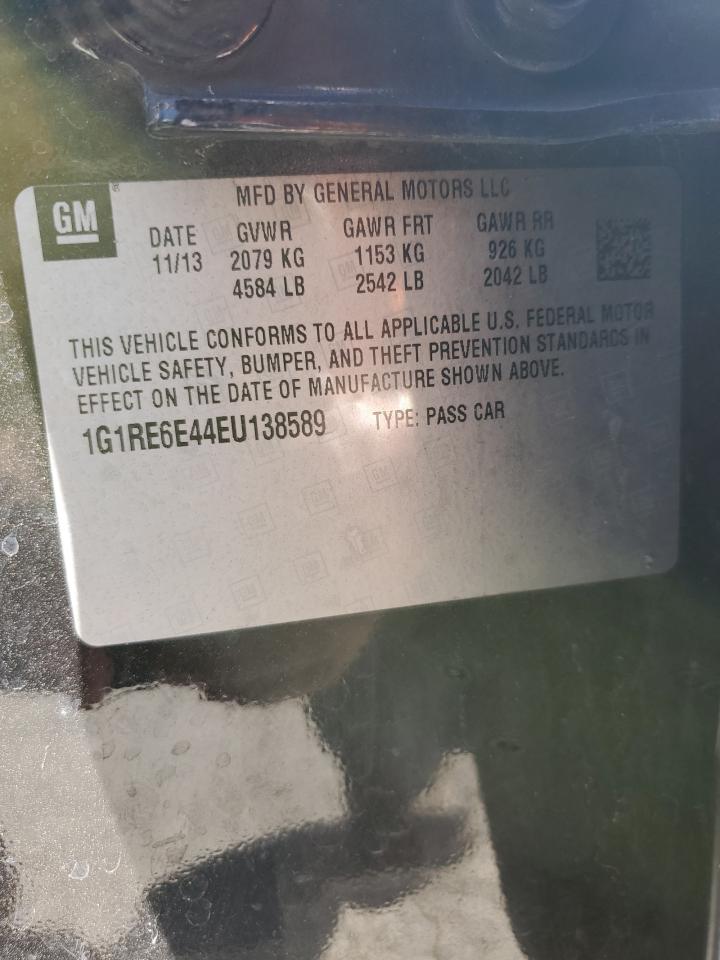 GM
MFD BY GENERAL MOTORS LLC
DATE GVWR GAWR FRT GAWR RR
11/13 2079 KG 1153 KG 926 KG
4584 LB 2542 LB 2042 LB
THIS VEHICLE CONFORMS TO ALL APPLICABLE U.S. FEDERAL MOTOR
VEHICLE SAFETY, BUMPER, AND THEFT PREVENTION STANDARDS IN
EFFECT ON THE DATE OF MANUFACTURE SHOWN ABOVE.
1G1RE6E44EU138589 TYPE: PASS CAR